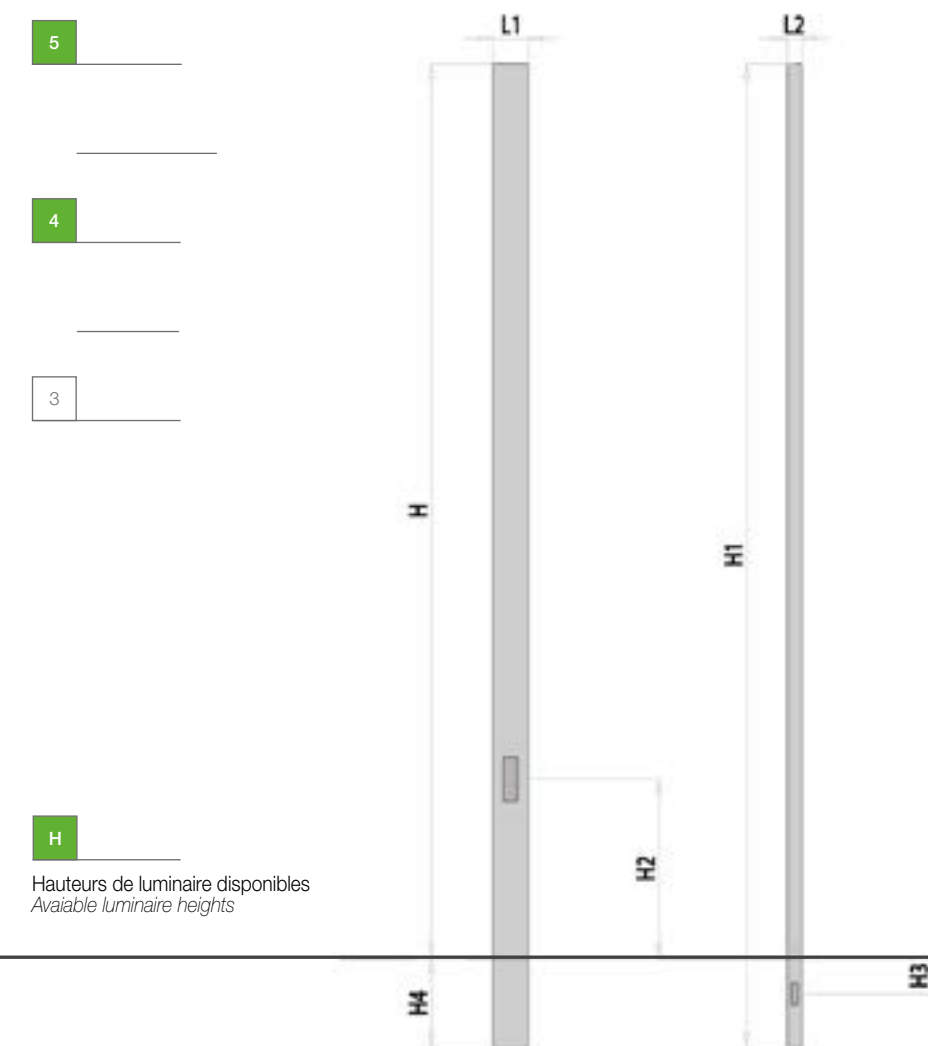 L1
L2
5
4
3
H
H1
H2
H
Hauteurs de luminaire disponibles
Avaiable luminaire heights
H3
H4